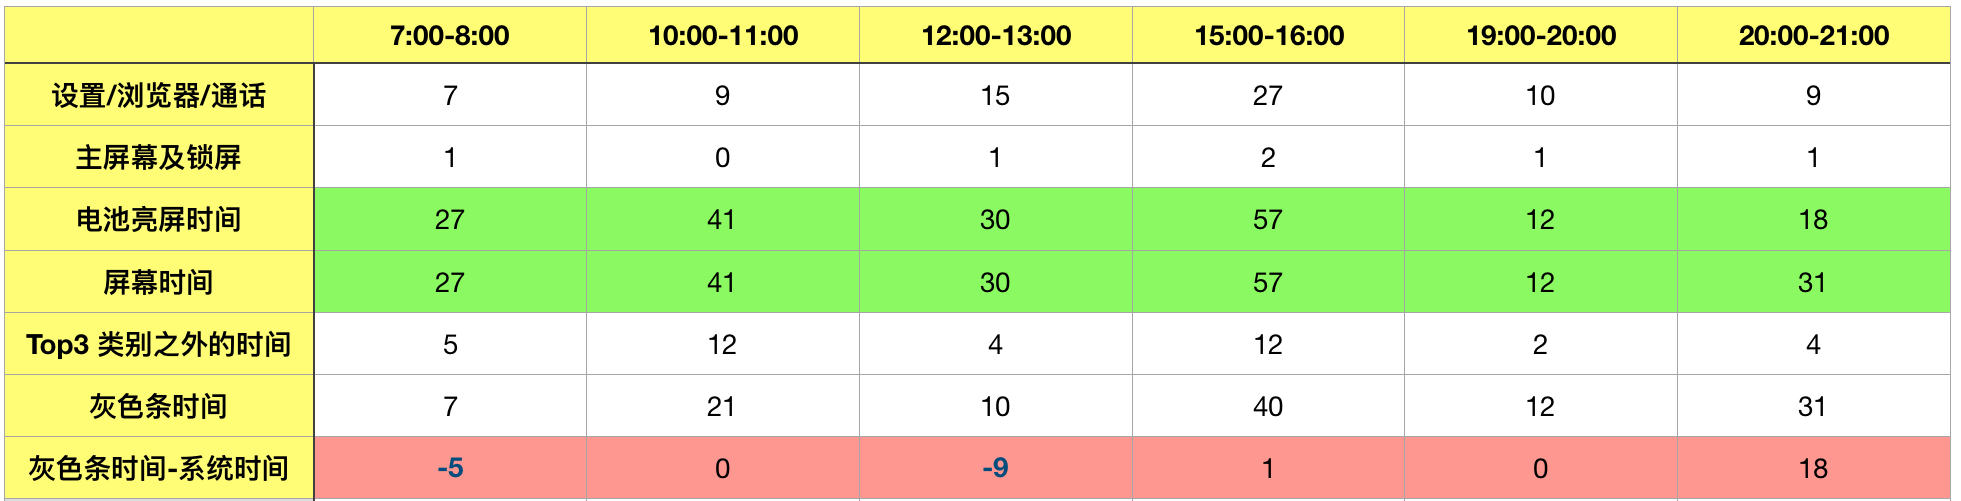 7:00-8:00 10:00-11:00 12:00-13:00 15:00-16:00 19:00-20:00 20:00-21:00
设置/浏览器/通话 7 9 15 27 10 9
主屏幕及锁屏 1 0 1 2 1 1
电池亮屏时间 27 41 30 57 12 18
屏幕时间 27 41 30 57 12 31
Top3 类别之外的时间 5 12 4 12 2 4
灰色条时间 7 21 10 40 12 31
灰色条时间-系统时间 -5 0 -9 1 0 18